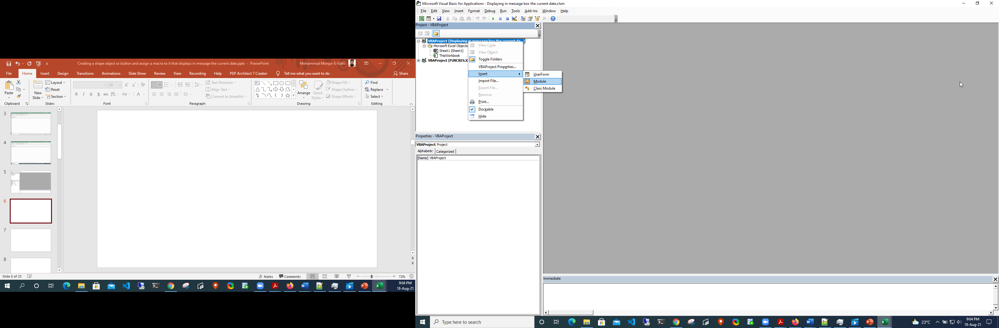 Creating a shape object or button and assign a macro to it that displays in message the current date.pptx - PowerPoint
Mohammad Monjur-E-Elahi
File Home Insert Design Transitions Animations Slide Show Review View Recording Help PDF Architect 7 Creator Tell me what you want to do Share
Paste
New Slide
Layout
Reset
Section
28
B I U S abc AV Aa A
Text Direction
Align Text
Convert to SmartArt
Arrange
Quick Styles
Shape Fill
Shape Outline
Shape Effects
Find
Replace
Select
Clipboard Slides Font Paragraph Drawing Editing
3
4
5
6
7
8
Slide 6 of 25
Notes Comments 72%
9:04 PM
18-Aug-21
Microsoft Visual Basic for Applications - Displaying in message box the current date.xlsm
File Edit View Insert Format Debug Run Tools Add-Ins Window Help
Project - VBAProject
VBAProject (Displaying in message box the current da...)
Microsoft Excel Objects
Sheet1 (Sheet1)
ThisWorkbook
VBAProject (FUNCRES.X
View Code
View Object
Toggle Folders
VBAProject Properties...
Insert
Import File...
Export File...
Remove
Print...
Dockable
Hide
UserForm
Module
Class Module
Properties - VBAProject
VBAProject Project
Alphabetic Categorized
(Name) VBAProject
Immediate
Type here to search
23°C
9:04 PM
18-Aug-21